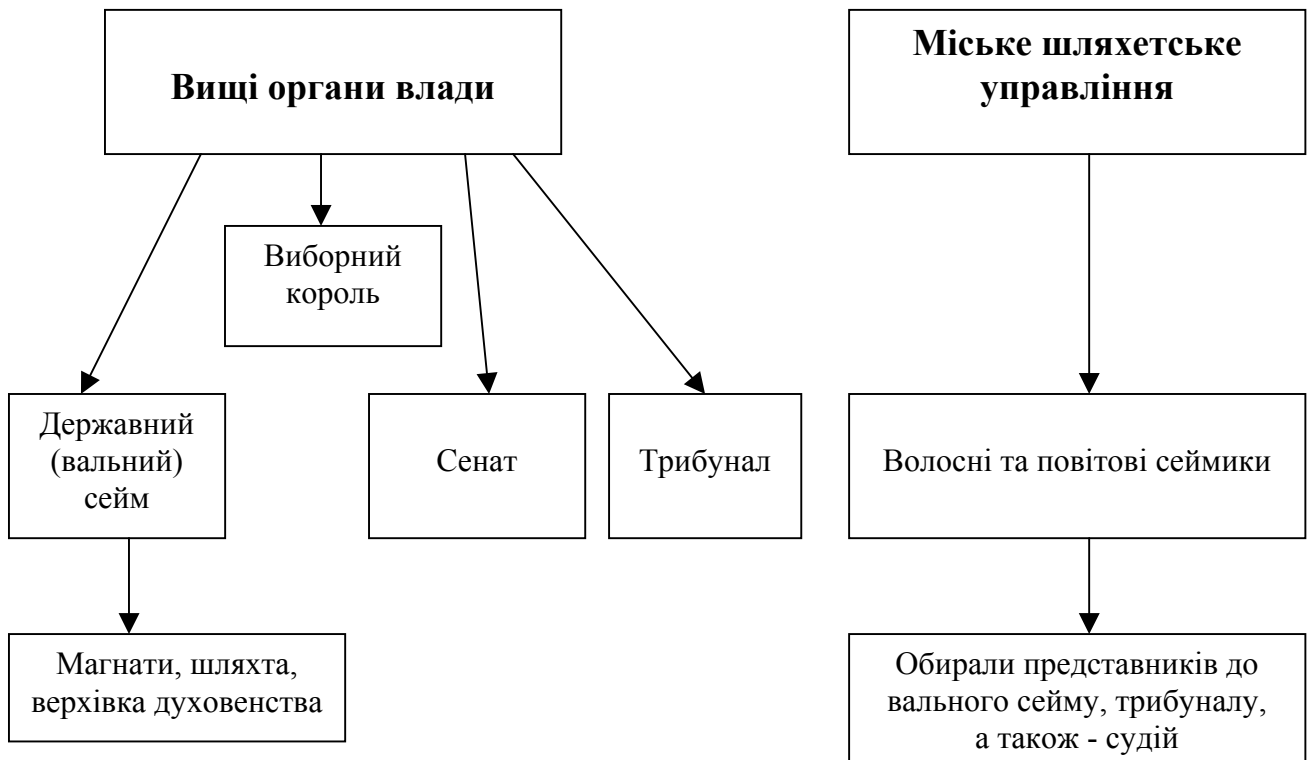 Вищі органи влади
Міське шляхетське
управління
Виборний
король
Державний
(вальний)
сейм
Сенат
Трибунал
Волосні та повітові сеймики
Магнати, шляхта,
верхівка духовенства
Обирали представників до
вального сейму, трибуналу,
а також - судій